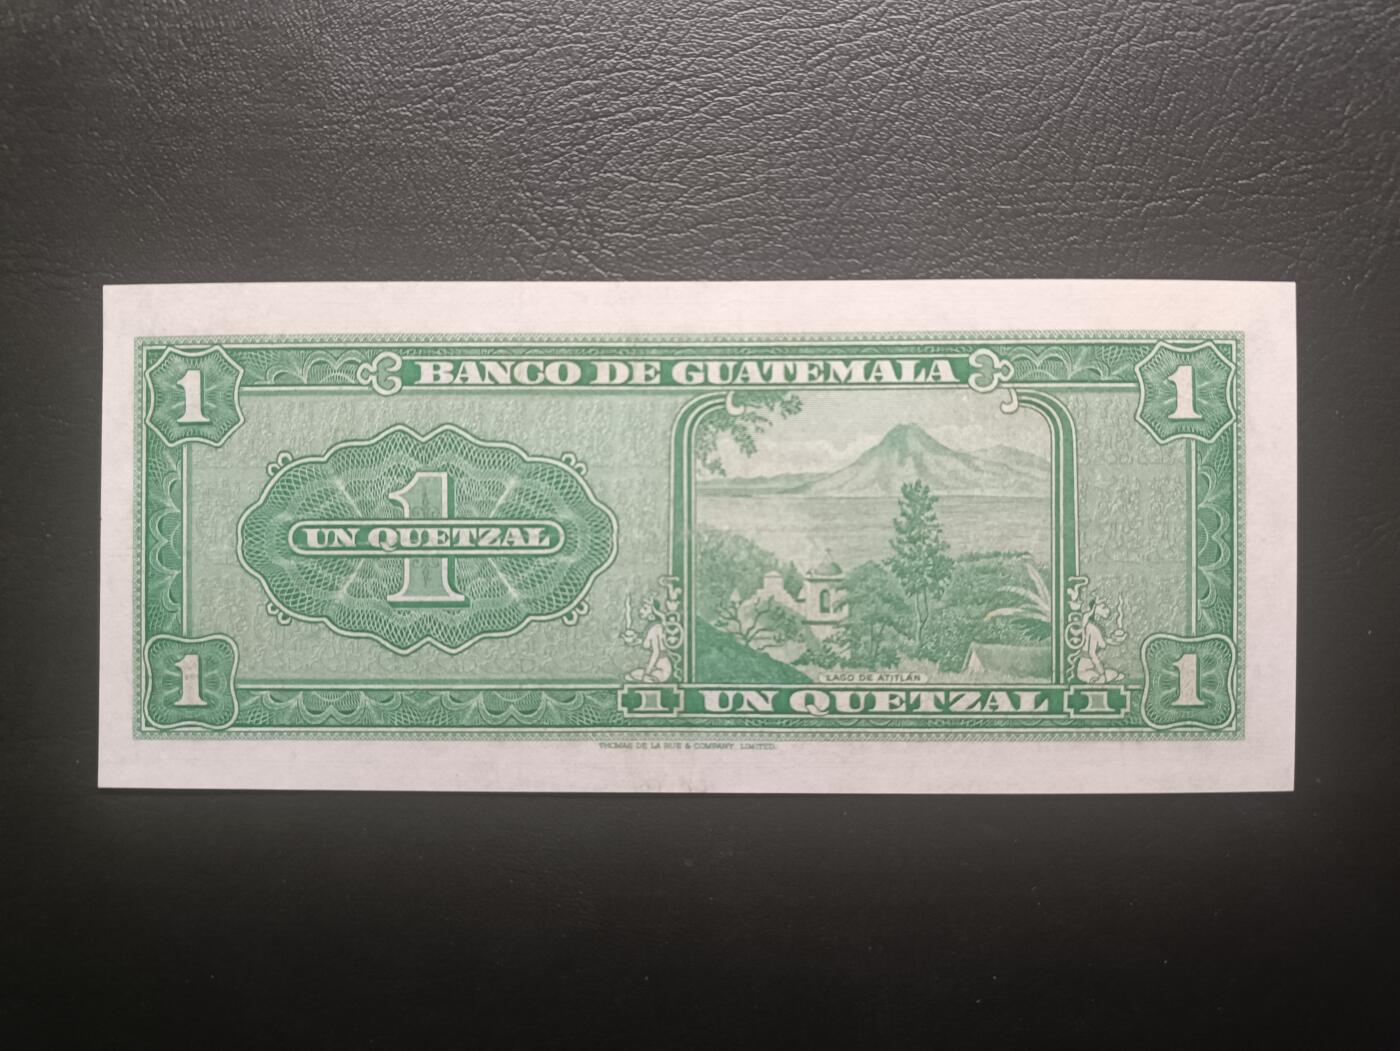 1 BANCO DE GUATEMALA 1
1
UN QUETZAL
LAGO DE ATITLÁN
1 1 UN QUETZAL 1 1
THOMAS DE LA RUE & COMPANY, LIMITED.